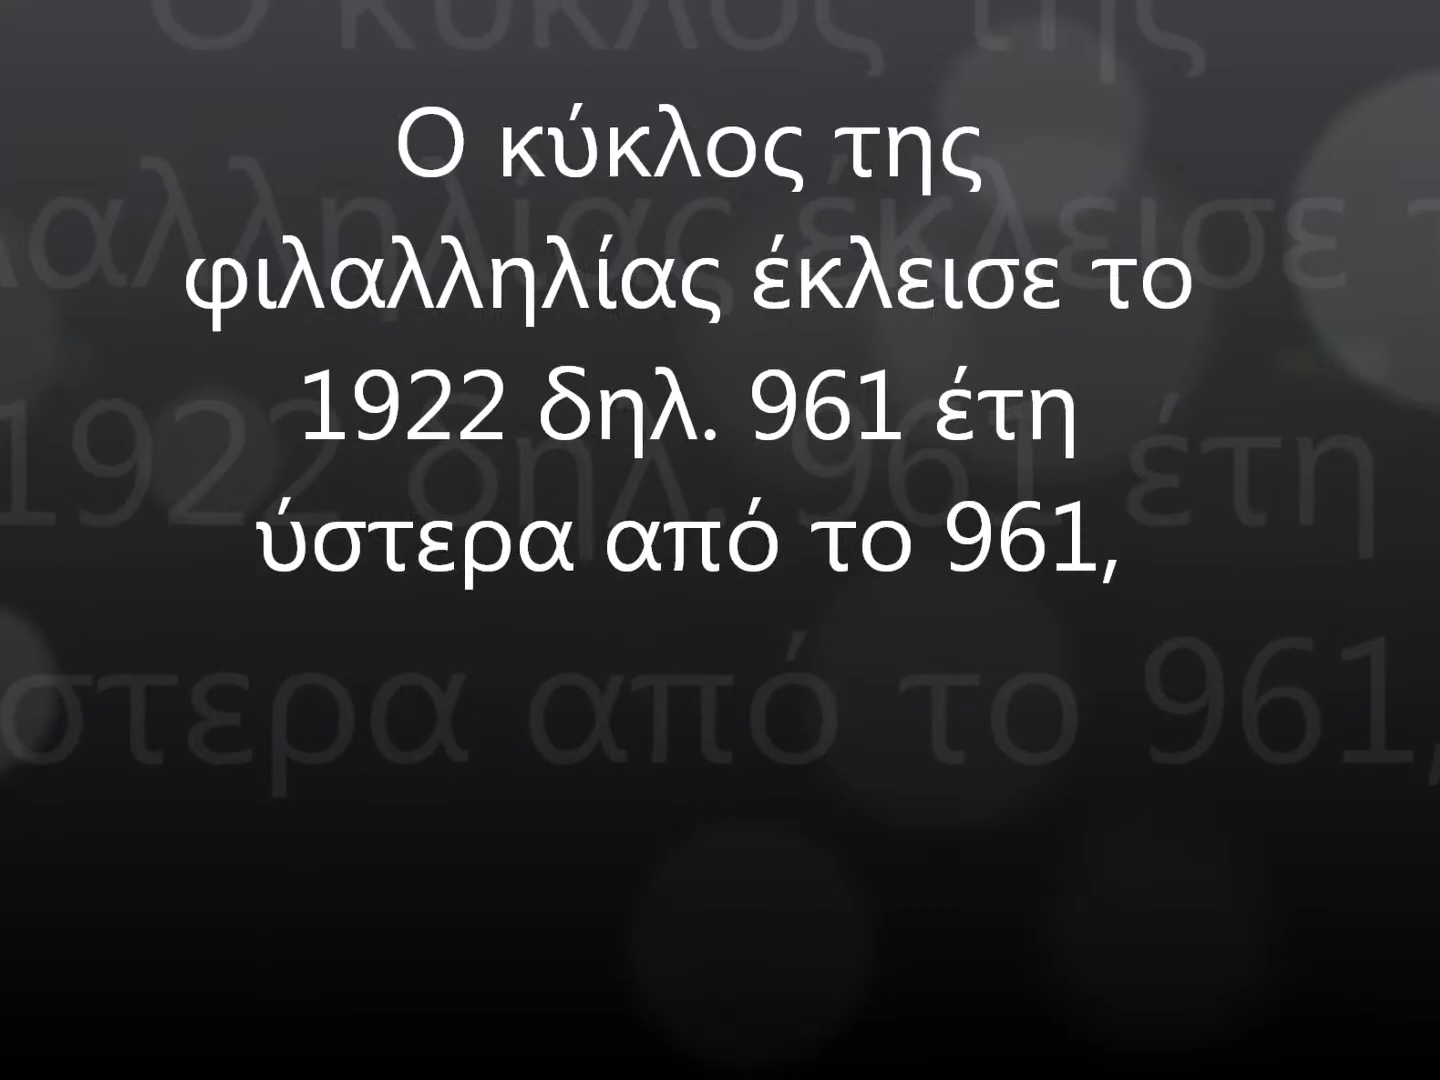 Ο κύκλος της
φιλαλληλίας έκλεισε το
1922 δηλ. 961 έτη
ύστερα από το 961,